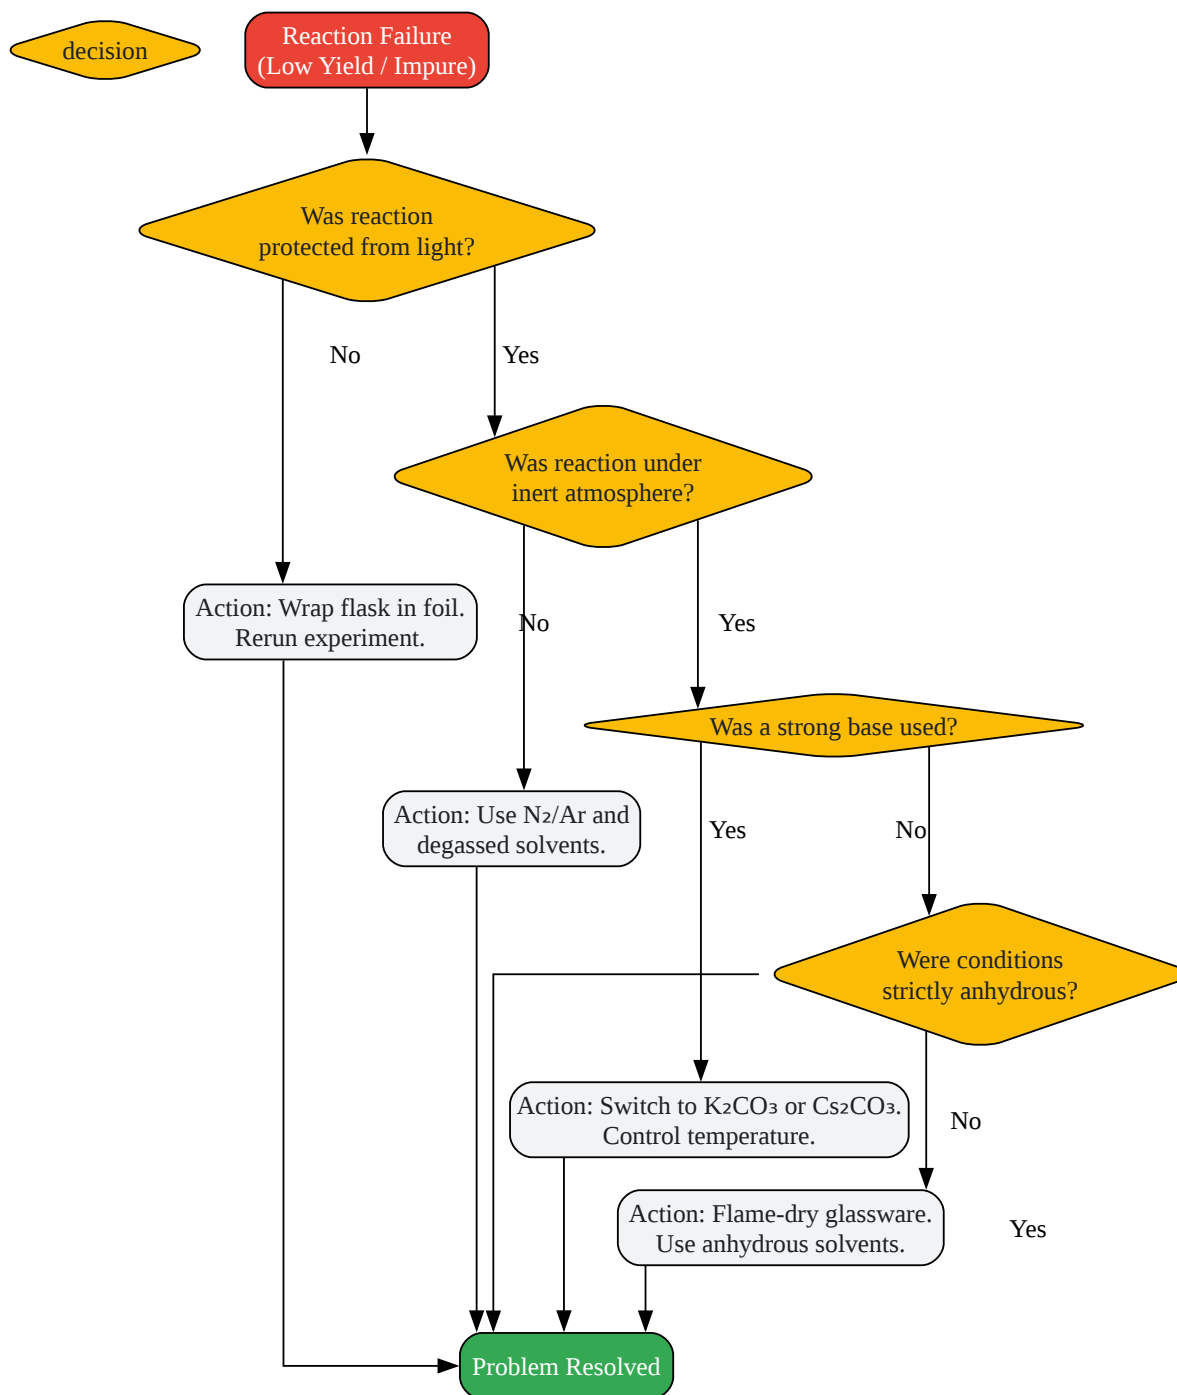 decision
Reaction Failure
(Low Yield / Impure)
Was reaction
protected from light?
No
Yes
Was reaction under
inert atmosphere?
Action: Wrap flask in foil.
Rerun experiment.
No
Yes
Was a strong base used?
Action: Use N₂/Ar and
degassed solvents.
Yes
No
Were conditions
strictly anhydrous?
Action: Switch to K₂CO₃ or Cs₂CO₃.
Control temperature.
No
Action: Flame-dry glassware.
Use anhydrous solvents.
Yes
Problem Resolved